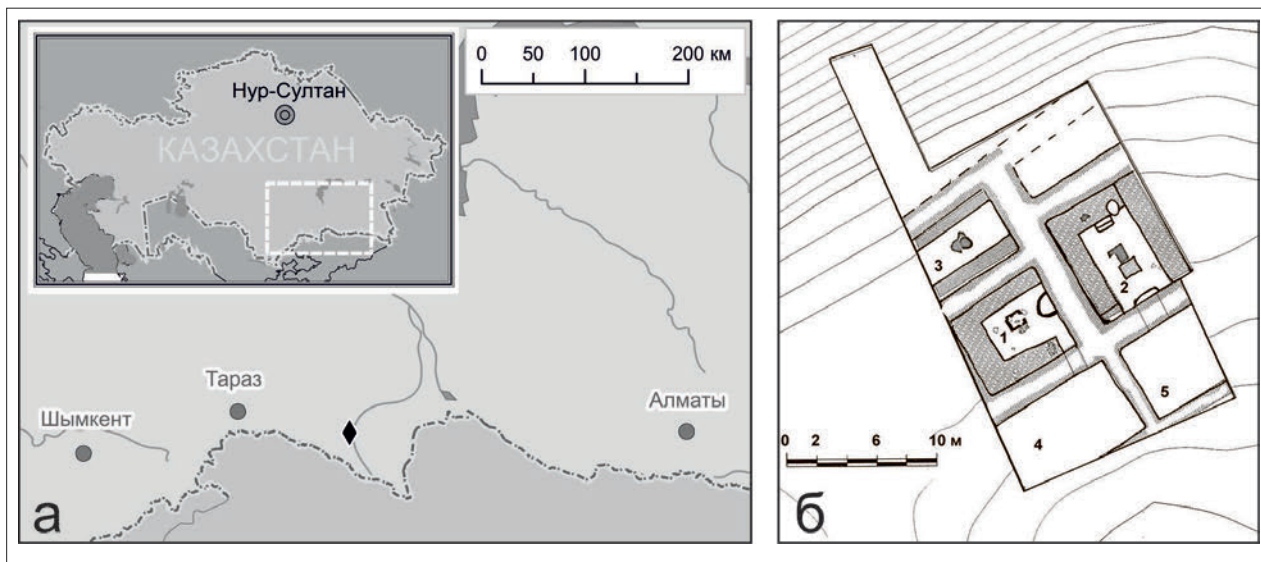 Нур-Султан
КАЗАХСТАН
0 50 100 200 км
Тараз
Шымкент
Алматы
а
3
2
1
5
4
0 2 6 10 м
б